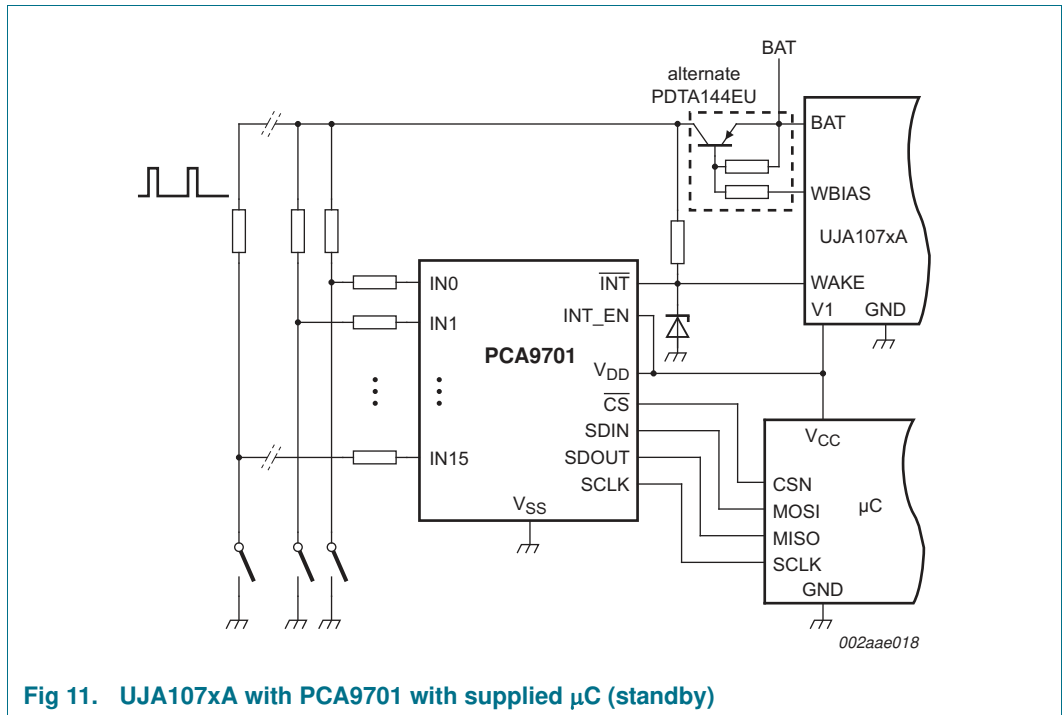 BAT
alternate
PDTA144EU
BAT
WBIAS
UJA107xA
WAKE
V1 GND
IN0
IN1
IN15
PCA9701
INT
INT_EN
VDD
CS
SDIN
SDOUT
SCLK
VSS
VCC
CSN
MOSI
MISO
SCLK
µC
GND
002aae018
Fig 11. UJA107xA with PCA9701 with supplied µC (standby)